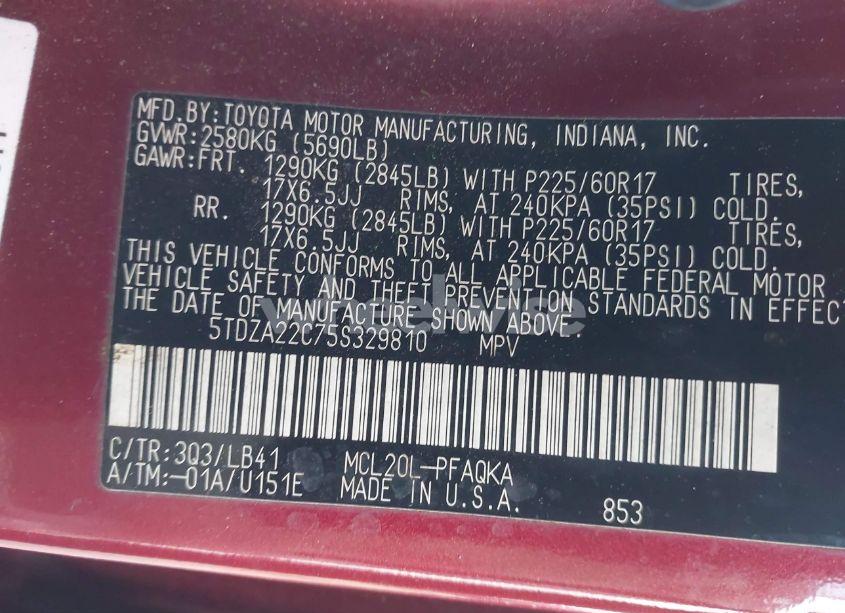 MFD.BY:TOYOTA MOTOR MANUFACTURING, INDIANA, INC.
GVWR:2580KG (5690LB)
GAWR:FRT. 1290KG (2845LB) WITH P225/60R17 TIRES,
17X6.5JJ RIMS, AT 240KPA (35PSI) COLD.
RR. 1290KG (2845LB) WITH P225/60R17 TIRES,
17X6.5JJ RIMS, AT 240KPA (35PSI) COLD.
THIS VEHICLE CONFORMS TO ALL APPLICABLE FEDERAL MOTOR
VEHICLE SAFETY AND THEFT PREVENTION STANDARDS IN EFFECT
THE DATE OF MANUFACTURE SHOWN ABOVE.
wheelwise
5TDZA22C75S329810 MPV
C/TR:3Q3/LB41 MCL20L-PFAQKA
A/TM:-01A/U151E MADE IN U.S.A. 853